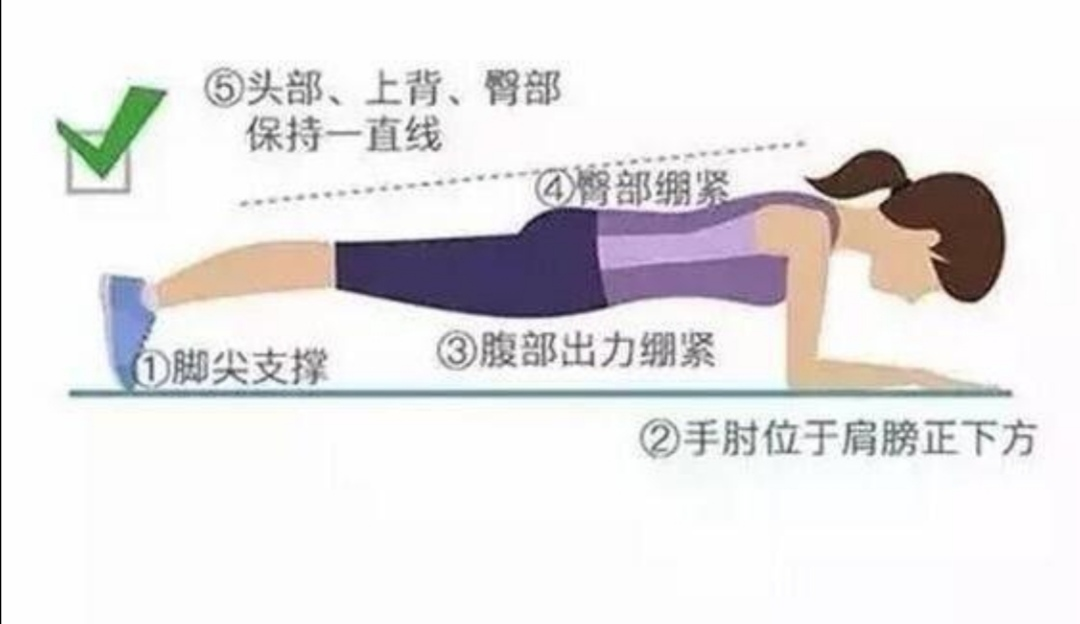 ⑤头部、上背、臀部
保持一直线
④臀部绷紧
③腹部出力绷紧
①脚尖支撑
②手肘位于肩膀正下方